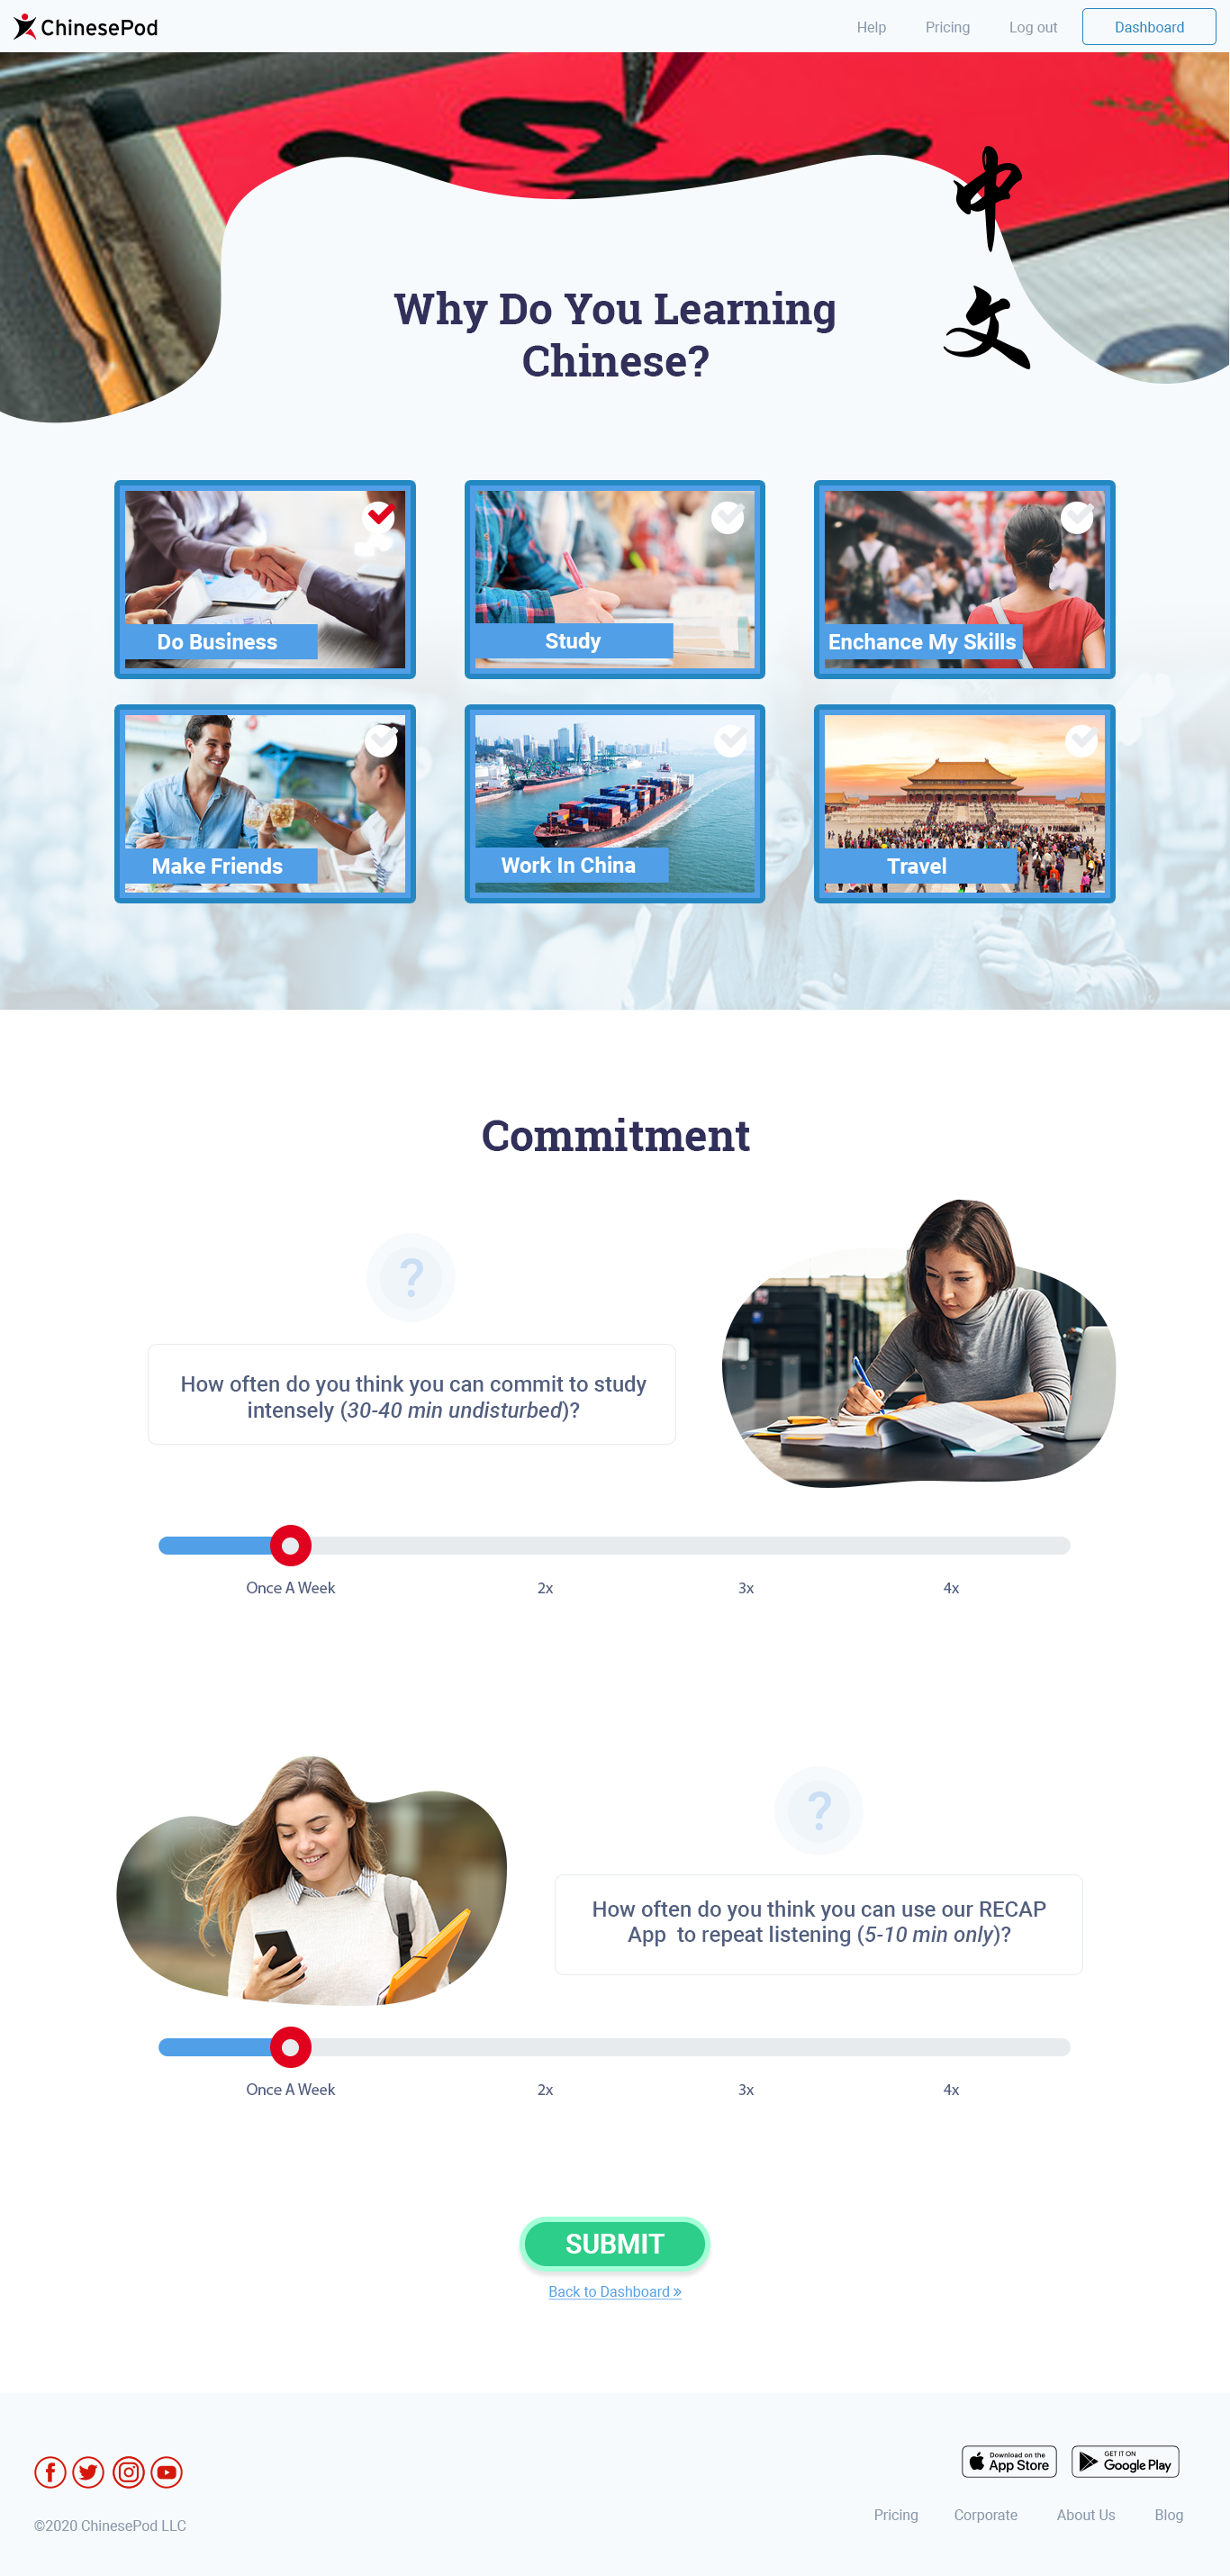 ChinesePod
Help Pricing Log out Dashboard
中
文
Why Do You Learning
Chinese?
Do Business
Study
Enchance My Skills
Make Friends
Work In China
Travel
Commitment
?
How often do you think you can commit to study
intensely (30-40 min undisturbed)?
Once A Week 2x 3x 4x
?
How often do you think you can use our RECAP
App to repeat listening (5-10 min only)?
Once A Week 2x 3x 4x
SUBMIT
Back to Dashboard »
Download on the
App Store
GET IT ON
Google Play
Pricing Corporate About Us Blog
©2020 ChinesePod LLC